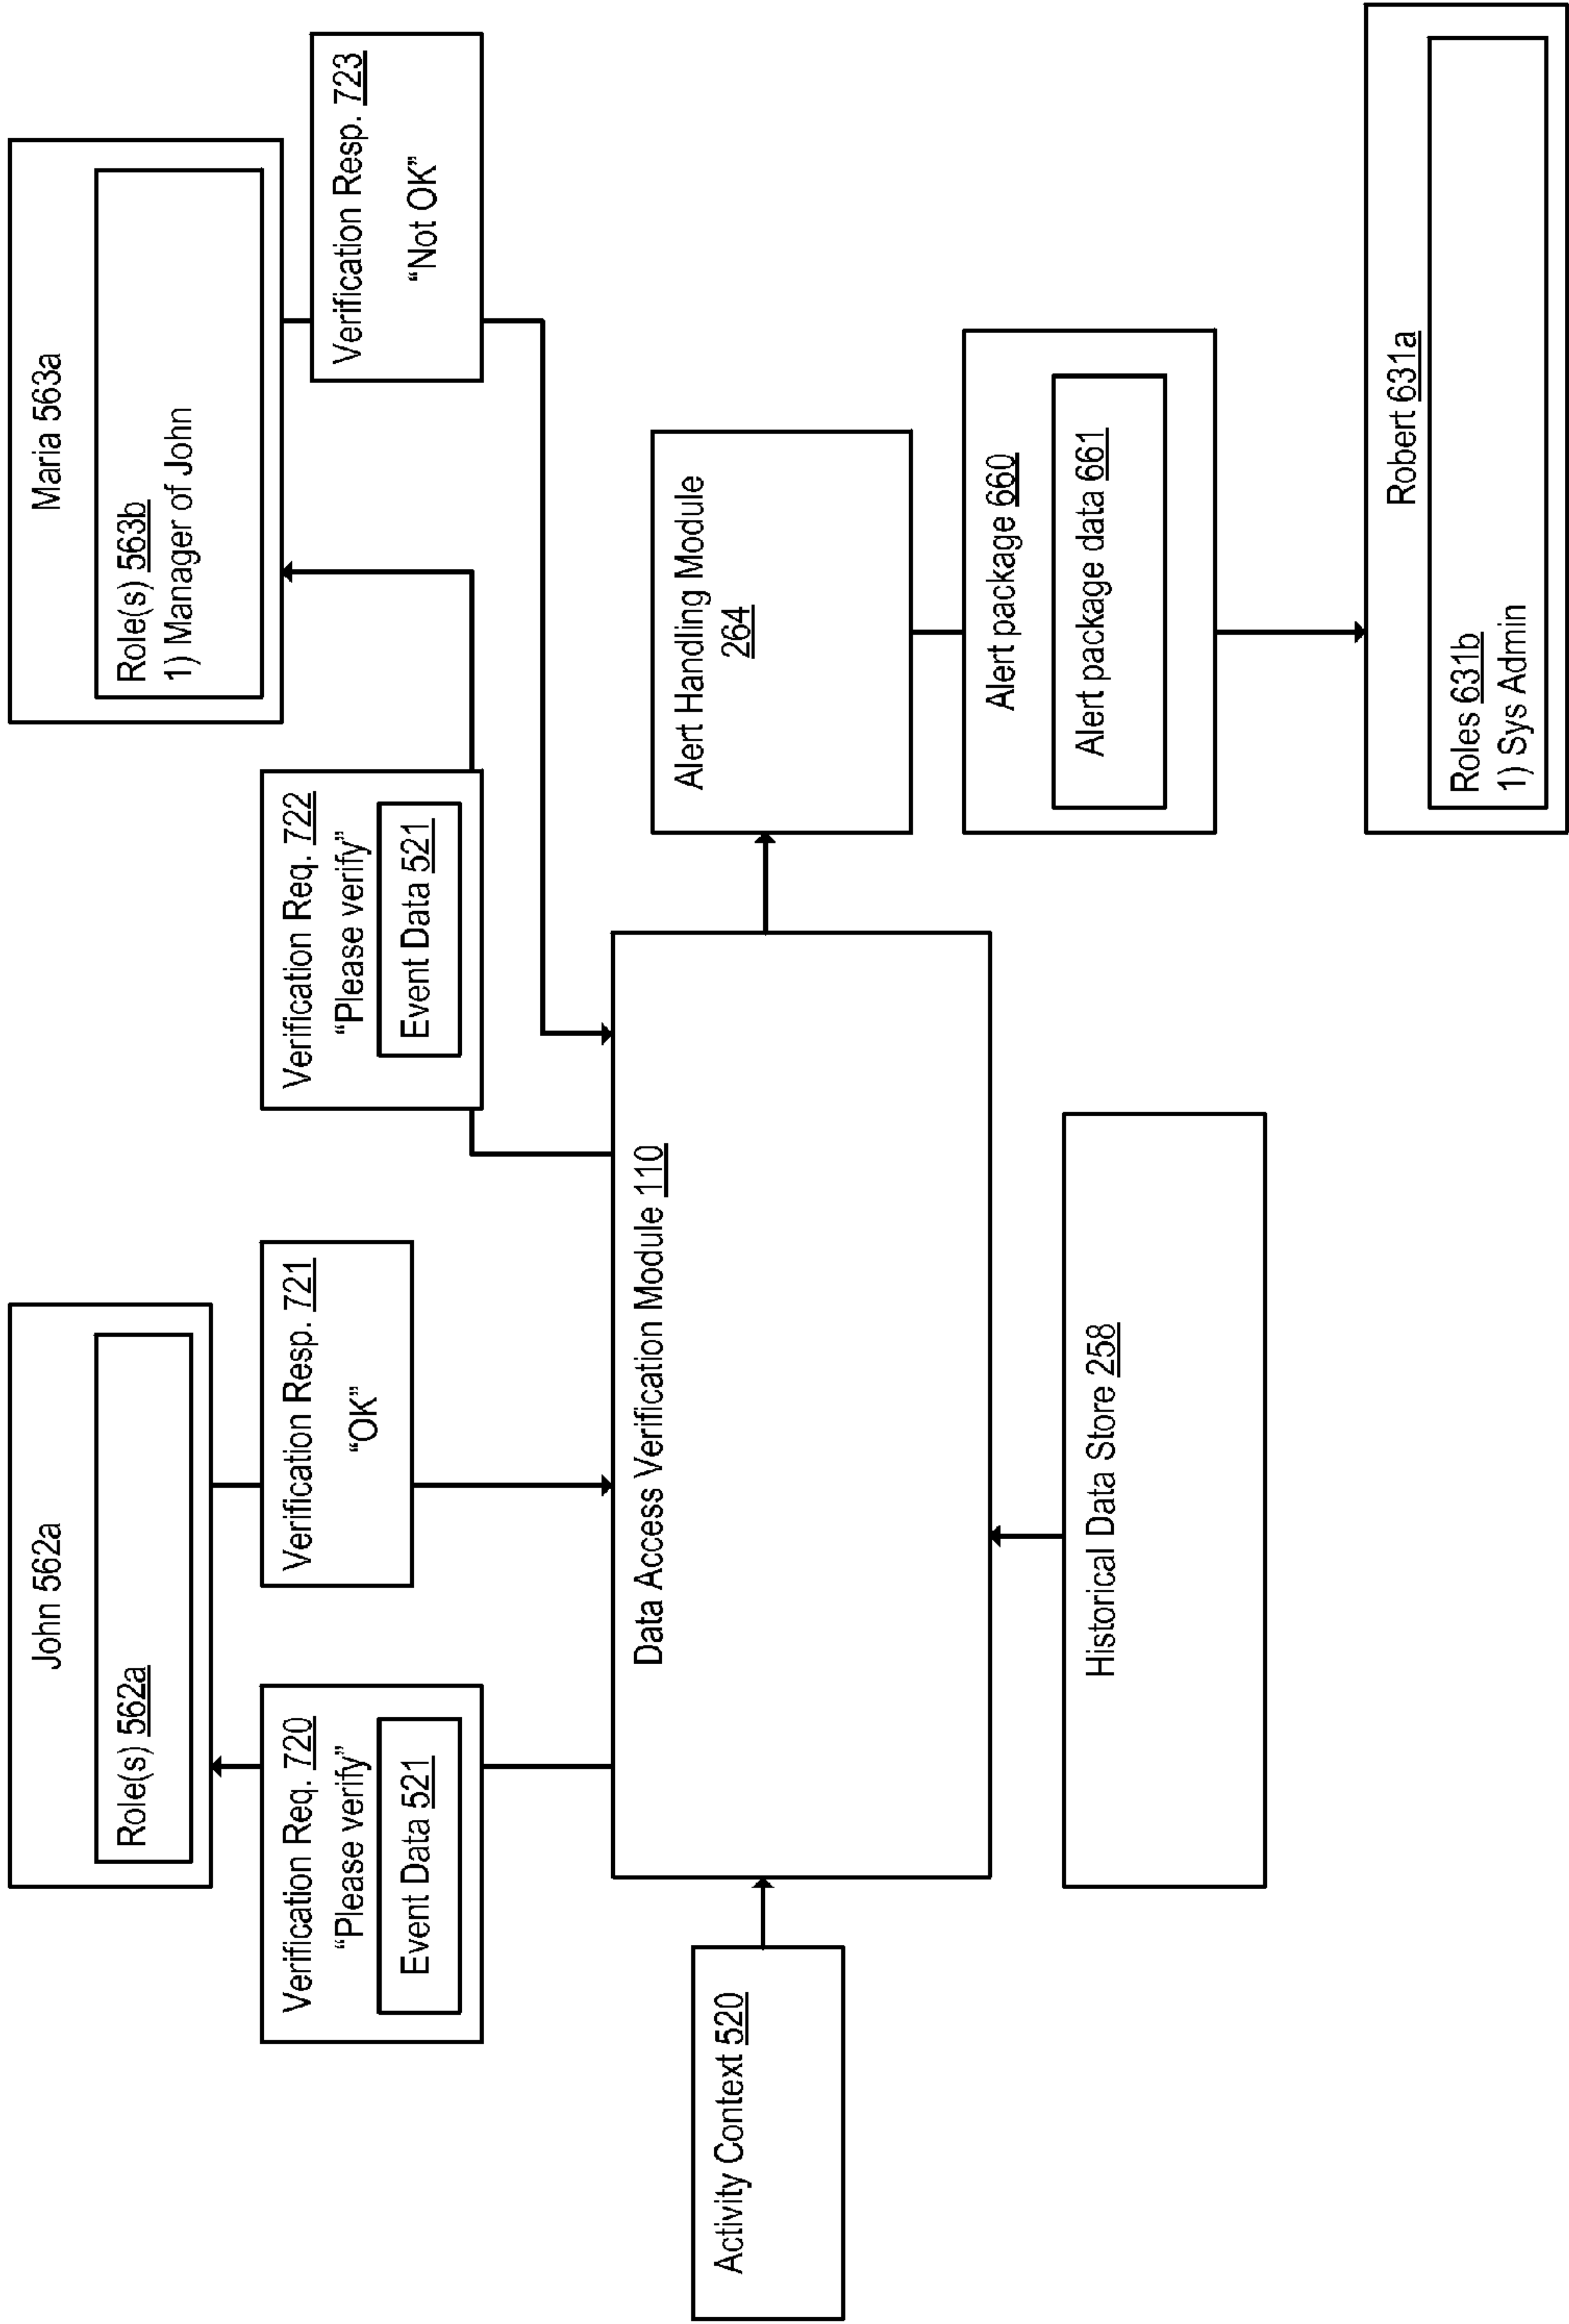 John 562a
Role(s) 562a
Maria 563a
Role(s) 563b
1) Manager of John
Verification Req. 720
“Please verify”
Event Data 521
Verification Resp. 721
“OK”
Verification Req. 722
“Please verify”
Event Data 521
Verification Resp. 723
“Not OK”
Activity Context 520
Data Access Verification Module 110
Alert Handling Module
264
Historical Data Store 258
Alert package 660
Alert package data 661
Robert 631a
Roles 631b
1) Sys Admin